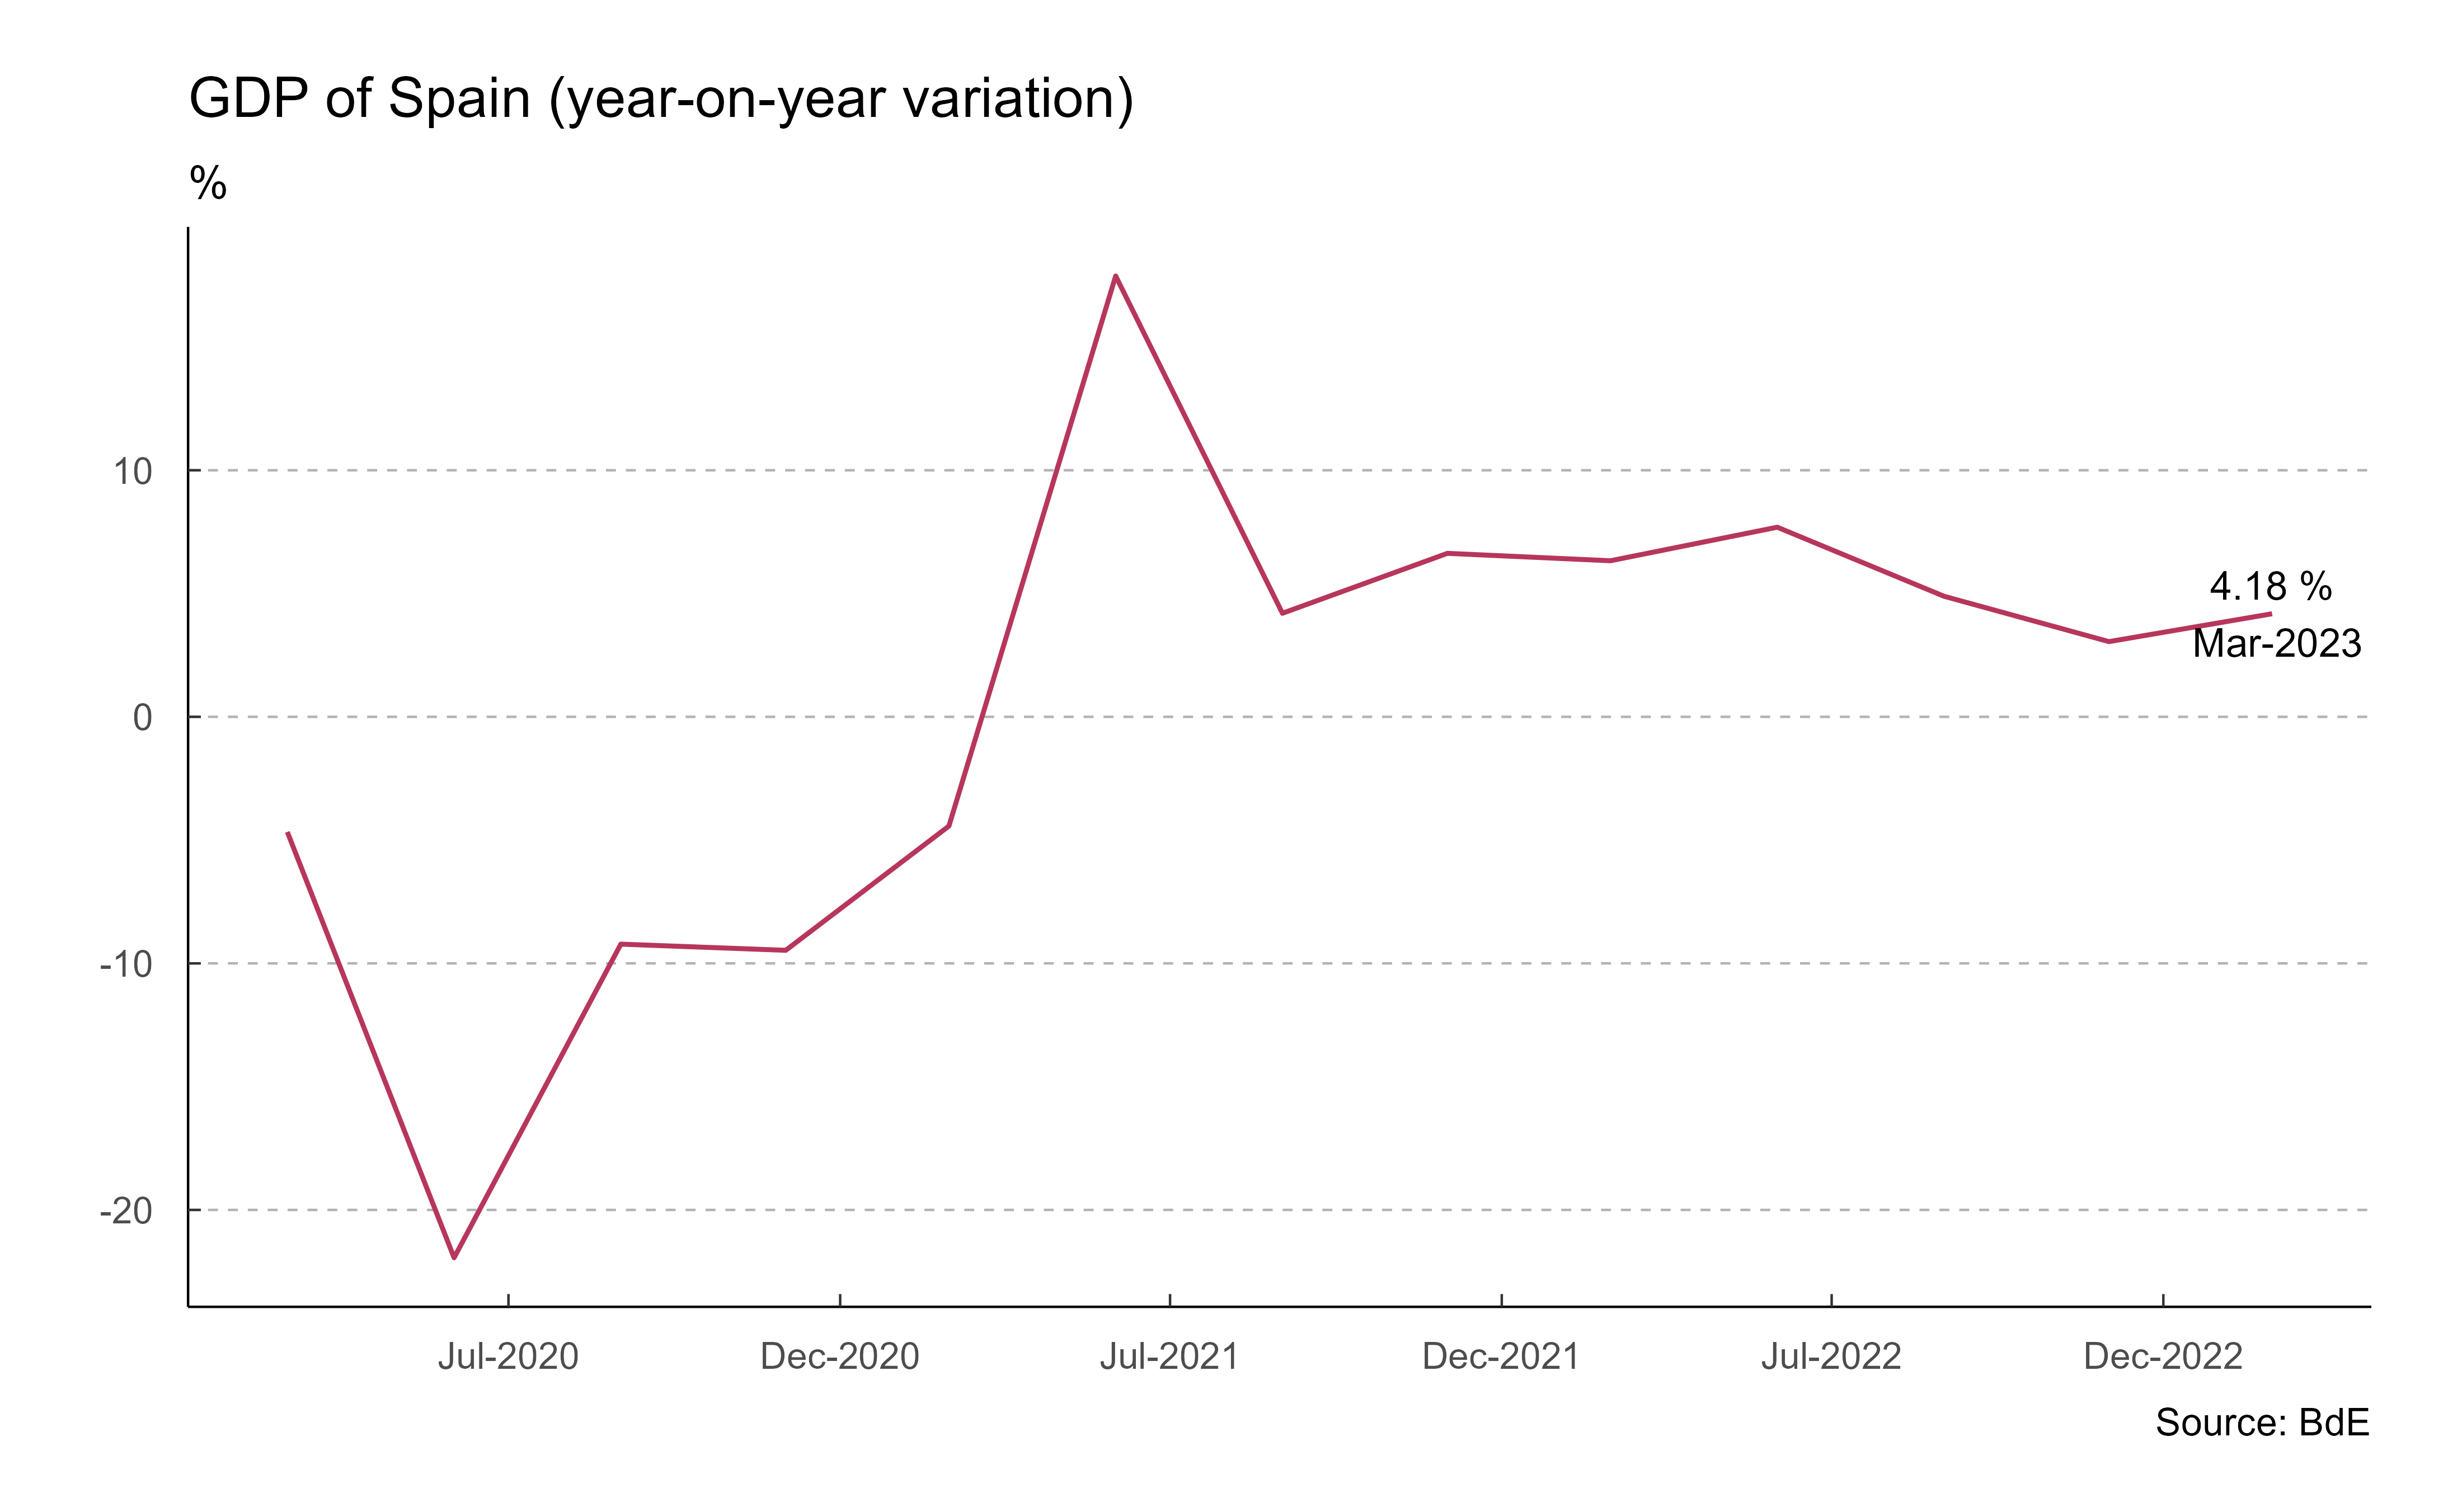 GDP of Spain (year-on-year variation)
%
10
0
-10
-20
4.18 %
Mar-2023
Jul-2020
Dec-2020
Jul-2021
Dec-2021
Jul-2022
Dec-2022
Source: BdE